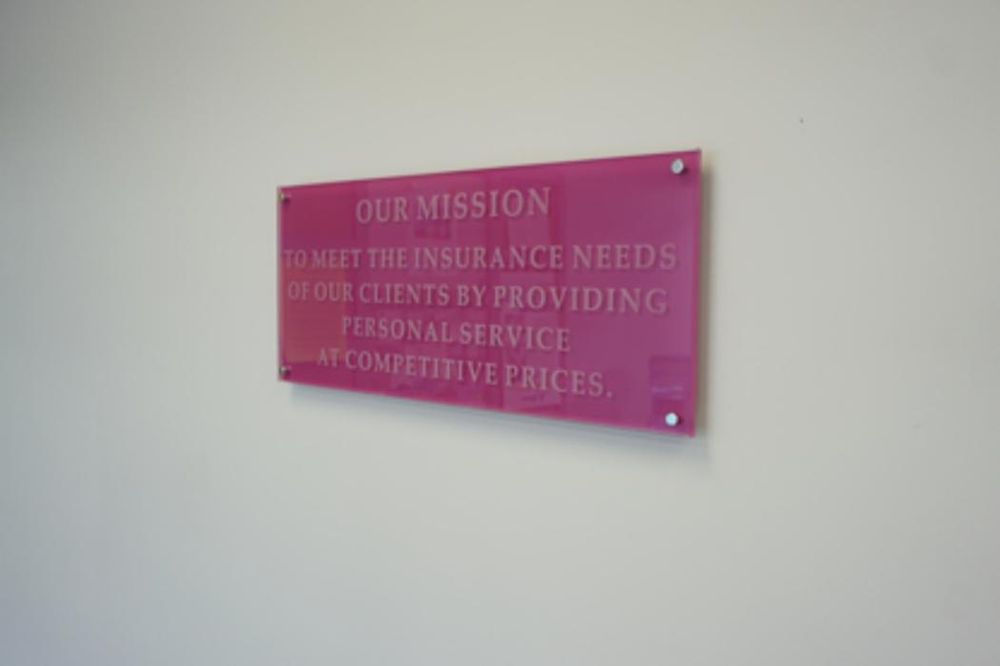 OUR MISSION
TO MEET THE INSURANCE NEEDS
OF OUR CLIENTS BY PROVIDING
PERSONAL SERVICE
AT COMPETITIVE PRICES.